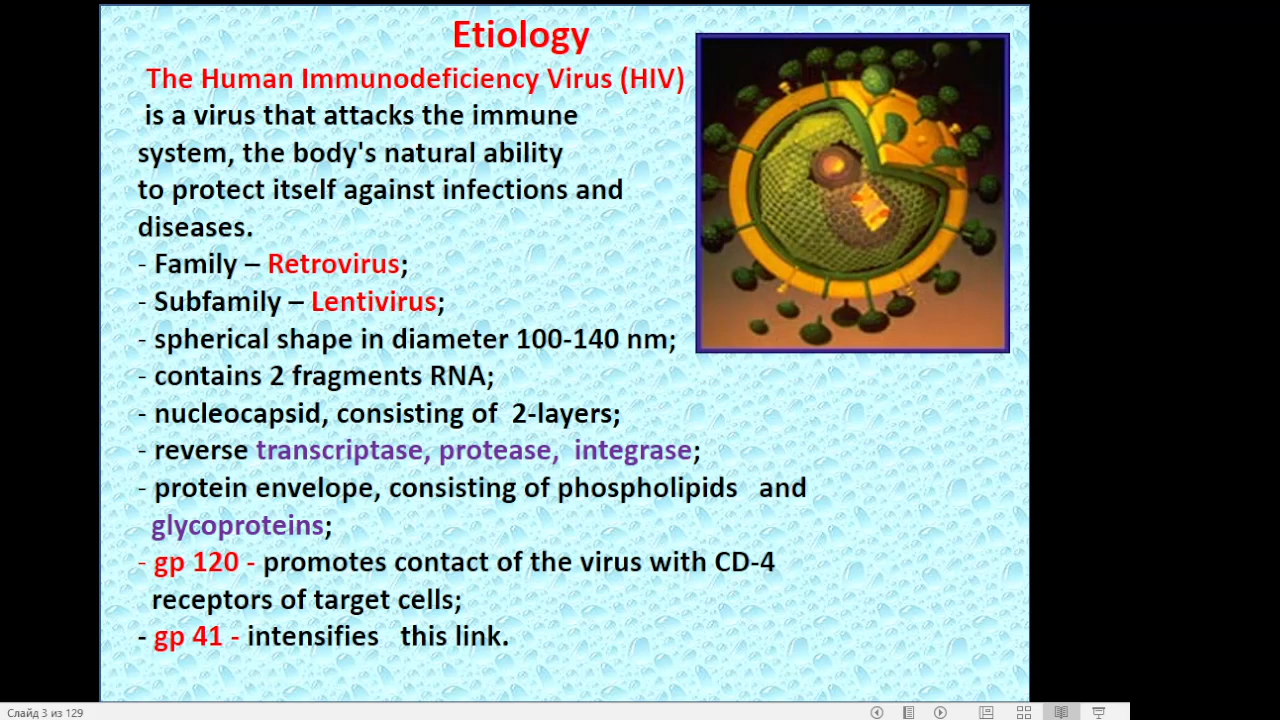 Etiology
The Human Immunodeficiency Virus (HIV)
is a virus that attacks the immune
system, the body's natural ability
to protect itself against infections and
diseases.
- Family – Retrovirus;
- Subfamily – Lentivirus;
- spherical shape in diameter 100-140 nm;
- contains 2 fragments RNA;
- nucleocapsid, consisting of 2-layers;
- reverse transcriptase, protease, integrase;
- protein envelope, consisting of phospholipids and
glycoproteins;
- gp 120 - promotes contact of the virus with CD-4
receptors of target cells;
- gp 41 - intensifies this link.
Слайд 3 из 129